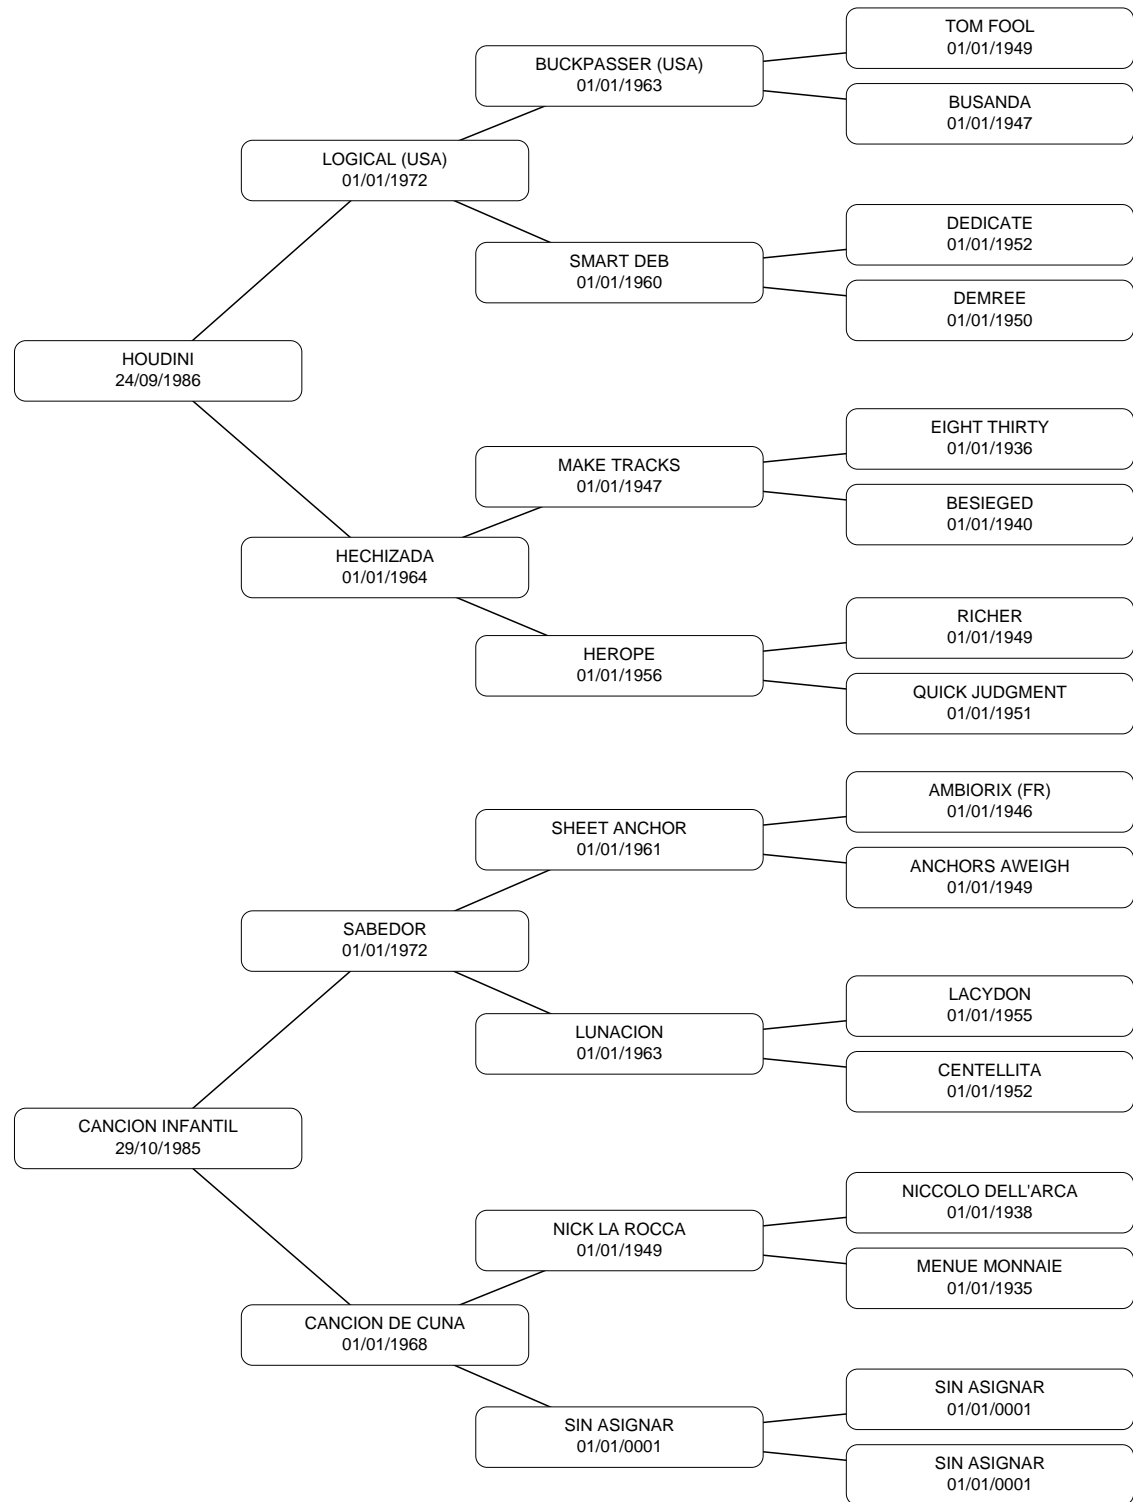 TOM FOOL
01/01/1949
BUCKPASSER (USA)
01/01/1963
BUSANDA
01/01/1947
LOGICAL (USA)
01/01/1972
DEDICATE
01/01/1952
SMART DEB
01/01/1960
DEMREE
01/01/1950
HOUDINI
24/09/1986
EIGHT THIRTY
01/01/1936
MAKE TRACKS
01/01/1947
BESIEGED
01/01/1940
HECHIZADA
01/01/1964
RICHER
01/01/1949
HEROPE
01/01/1956
QUICK JUDGMENT
01/01/1951
AMBIORIX (FR)
01/01/1946
SHEET ANCHOR
01/01/1961
ANCHORS AWEIGH
01/01/1949
SABEDOR
01/01/1972
LACYDON
01/01/1955
LUNACION
01/01/1963
CENTELLITA
01/01/1952
CANCION INFANTIL
29/10/1985
NICCOLO DELL'ARCA
01/01/1938
NICK LA ROCCA
01/01/1949
MENUE MONNAIE
01/01/1935
CANCION DE CUNA
01/01/1968
SIN ASIGNAR
01/01/0001
SIN ASIGNAR
01/01/0001
SIN ASIGNAR
01/01/0001